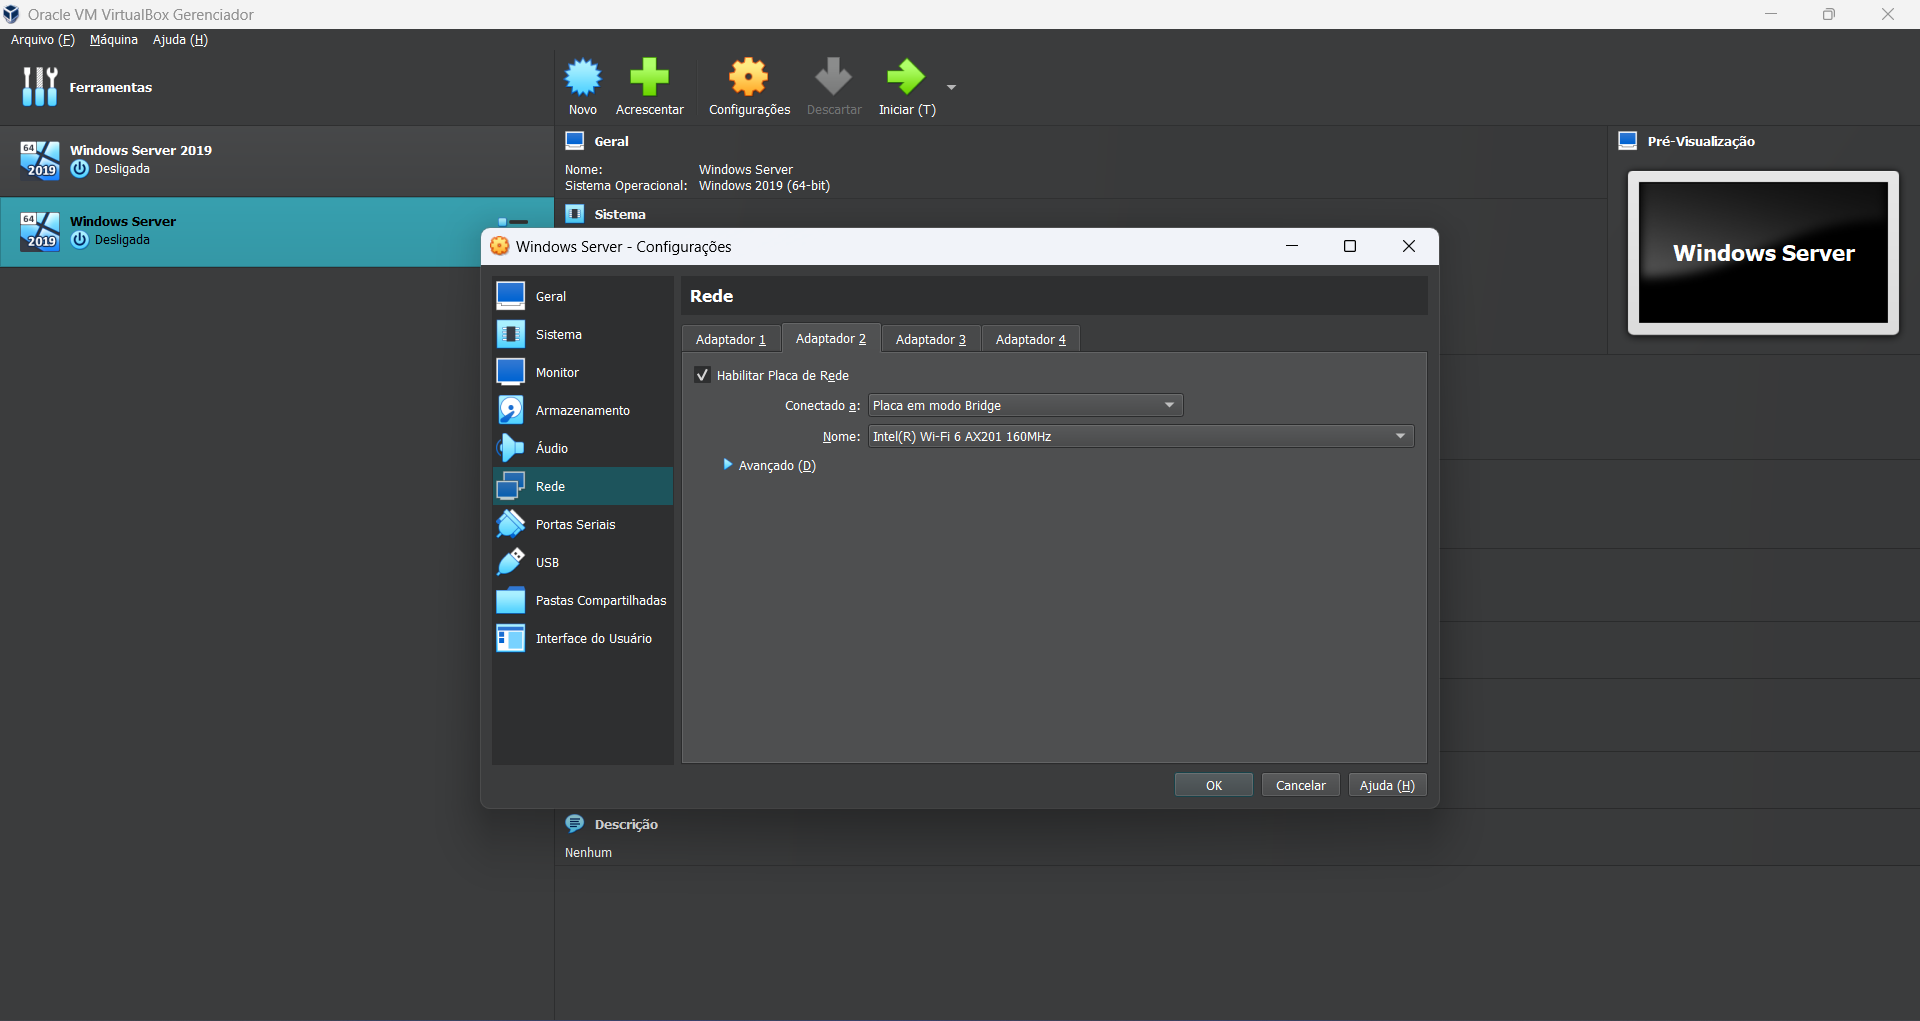 Oracle VM VirtualBox Gerenciador
Arquivo (F) Máquina Ajuda (H)
Ferramentas
Novo Acrescentar Configurações Descartar Iniciar (T)
64 2019 Windows Server 2019
Desligada
64 2019 Windows Server
Desligada
Geral
Nome: Windows Server
Sistema Operacional: Windows 2019 (64-bit)
Sistema
Pré-Visualização
Windows Server
Windows Server - Configurações
Geral
Sistema
Monitor
Armazenamento
Áudio
Rede
Portas Seriais
USB
Pastas Compartilhadas
Interface do Usuário
Rede
Adaptador 1 Adaptador 2 Adaptador 3 Adaptador 4
Habilitar Placa de Rede
Conectado a: Placa em modo Bridge
Nome: Intel(R) Wi-Fi 6 AX201 160MHz
Avançado (D)
OK Cancelar Ajuda (H)
Descrição
Nenhum